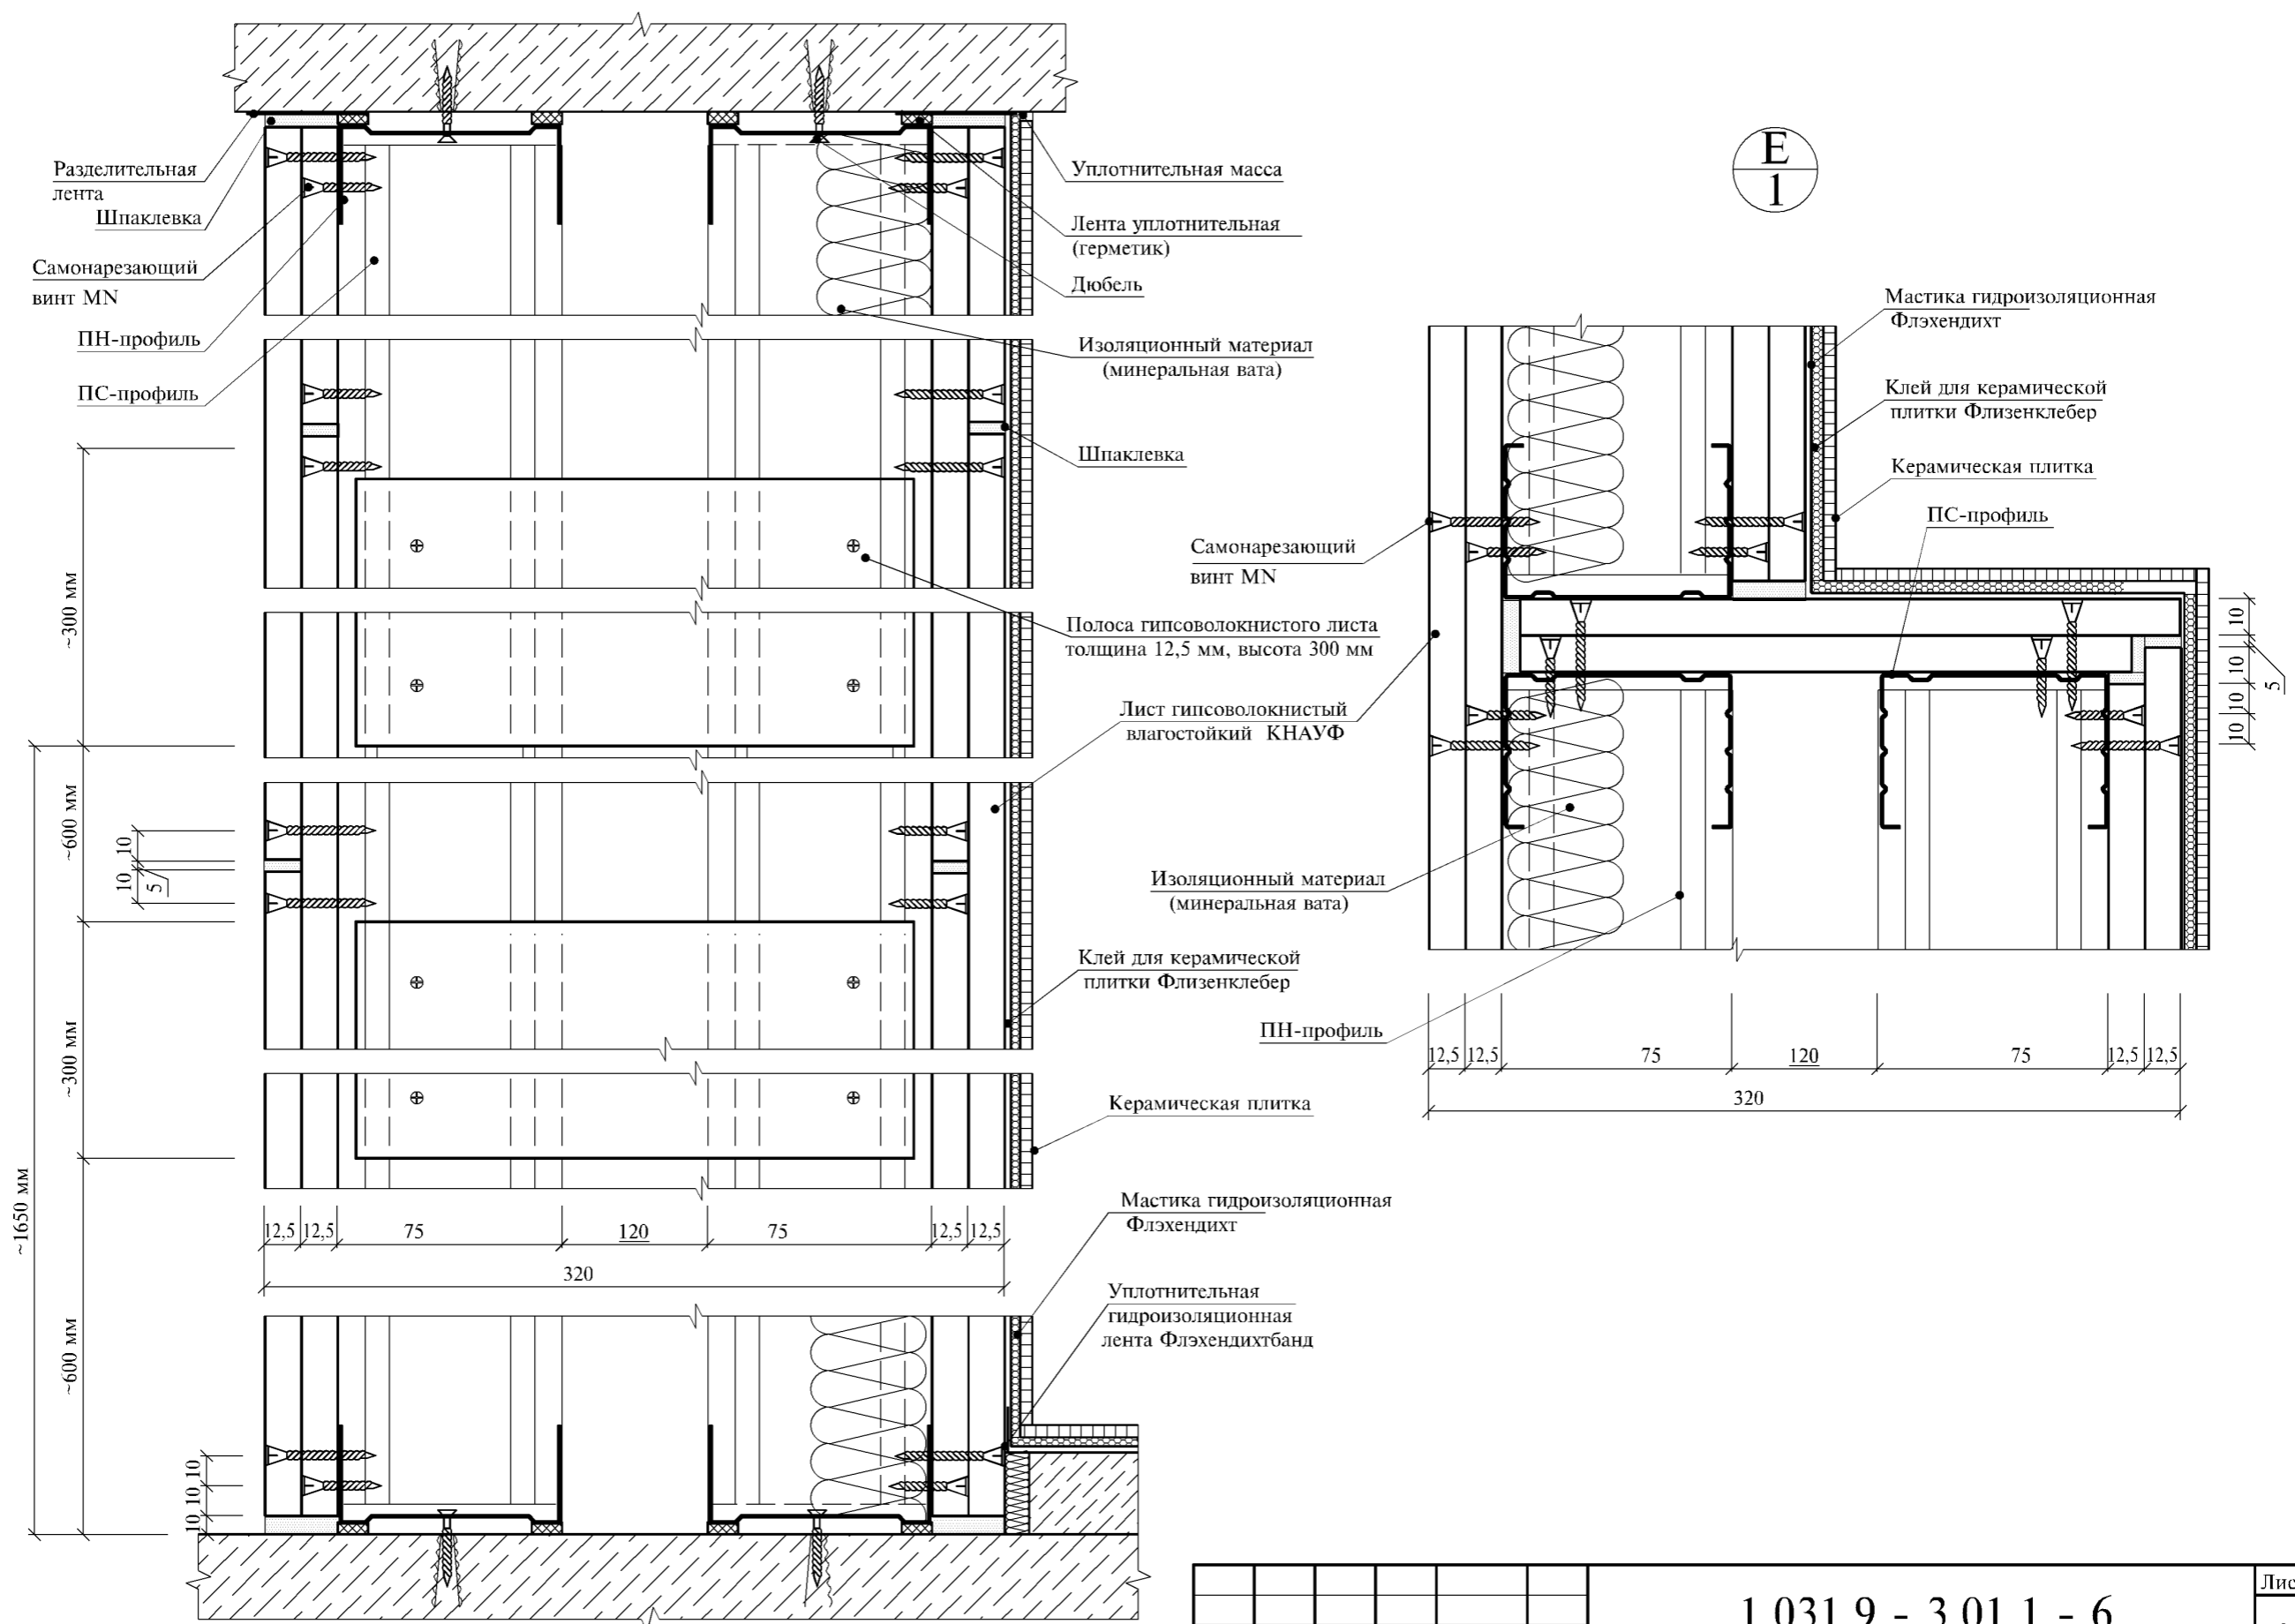 Разделительная
лента
Шпаклевка
Самонарезающий
винт MN
ПН-профиль
ПС-профиль
Уплотнительная масса
Лента уплотнительная
(герметик)
Дюбель
Изоляционный материал
(минеральная вата)
Шпаклевка
Полоса гипсоволокнистого листа
толщина 12,5 мм, высота 300 мм
Лист гипсоволокнистый
влагостойкий КНАУФ
Клей для керамической
плитки Флизенклебер
Керамическая плитка
Мастика гидроизоляционная
Флэхендихт
Уплотнительная
гидроизоляционная
лента Флэхендихтбанд
~300 мм
~600 мм
~300 мм
~600 мм
~1650 мм
10
10
5
10
10
10
12,5
12,5
75
120
75
12,5
12,5
320
E
1
Мастика гидроизоляционная
Флэхендихт
Клей для керамической
плитки Флизенклебер
Керамическая плитка
ПС-профиль
Самонарезающий
винт MN
Изоляционный материал
(минеральная вата)
ПН-профиль
10
10
10
10
5
12,5
12,5
75
120
75
12,5
12,5
320
1 031 9 - 3 01 1 - 6